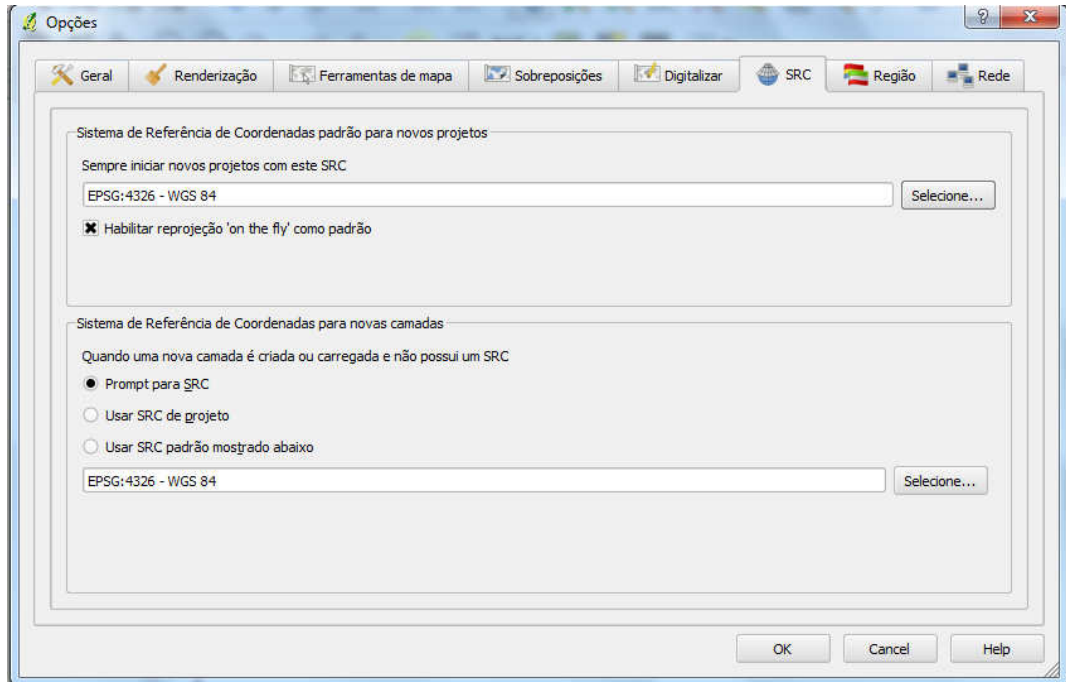 Opções
Geral Renderização Ferramentas de mapa Sobreposições Digitalizar SRC Região Rede
Sistema de Referência de Coordenadas padrão para novos projetos
Sempre iniciar novos projetos com este SRC
EPSG:4326 - WGS 84 Selecione...
Habilitar reprojeção 'on the fly' como padrão
Sistema de Referência de Coordenadas para novas camadas
Quando uma nova camada é criada ou carregada e não possui um SRC
Prompt para SRC
Usar SRC de projeto
Usar SRC padrão mostrado abaixo
EPSG:4326 - WGS 84 Selecione...
OK Cancel Help